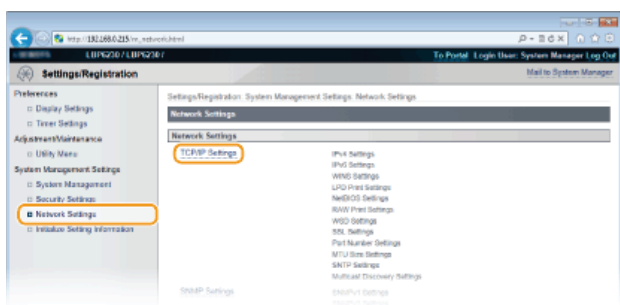 http://192.168.0.215/m_network.html
LBP6230 / LBP6230 /
To Portal Login User: System Manager Log Out
Settings/Registration
Mail to System Manager
Preferences
Display Settings
Timer Settings
Adjustment/Maintenance
Utility Menu
System Management Settings
System Management
Security Settings
Network Settings
Initialize Setting Information
Settings/Registration: System Management Settings: Network Settings
Network Settings
Network Settings
TCP/IP Settings
IPv4 Settings
IPv6 Settings
WINS Settings
LPD Print Settings
NetBIOS Settings
RAW Print Settings
WSD Settings
SSL Settings
Port Number Settings
MTU Size Settings
SNTP Settings
Multicast Discovery Settings
SNMP Settings
SNMPv1 Settings